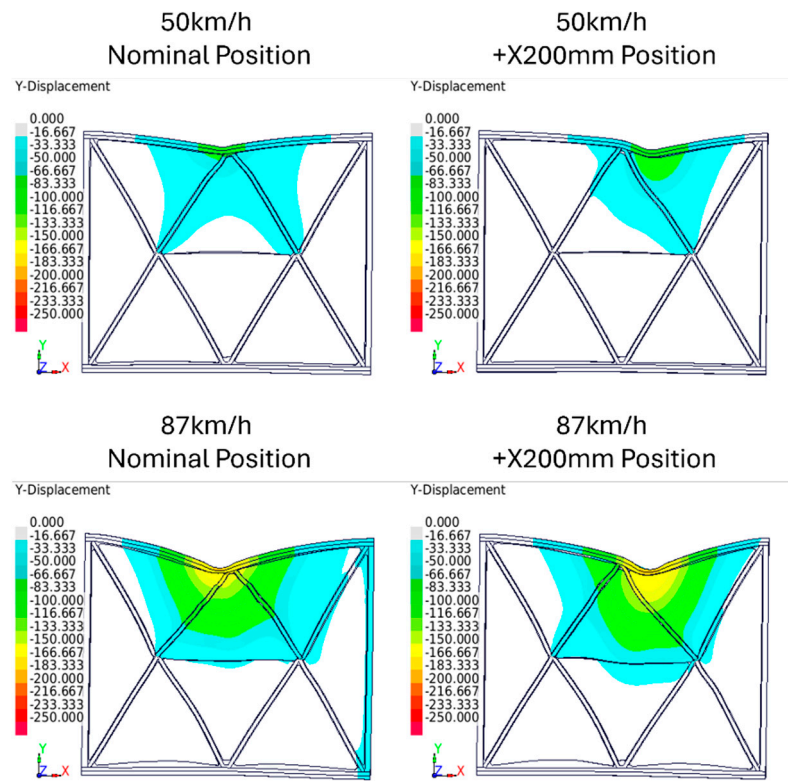 50km/h
Nominal Position
50km/h
+X200mm Position
Y-Displacement
0.000
-16.667
-33.333
-50.000
-66.667
-83.333
-100.000
-116.667
-133.333
-150.000
-166.667
-183.333
-200.000
-216.667
-233.333
-250.000
Y
Z
X
Y-Displacement
0.000
-16.667
-33.333
-50.000
-66.667
-83.333
-100.000
-116.667
-133.333
-150.000
-166.667
-183.333
-200.000
-216.667
-233.333
-250.000
Y
Z
X
87km/h
Nominal Position
87km/h
+X200mm Position
Y-Displacement
0.000
-16.667
-33.333
-50.000
-66.667
-83.333
-100.000
-116.667
-133.333
-150.000
-166.667
-183.333
-200.000
-216.667
-233.333
-250.000
Y
Z
X
Y-Displacement
0.000
-16.667
-33.333
-50.000
-66.667
-83.333
-100.000
-116.667
-133.333
-150.000
-166.667
-183.333
-200.000
-216.667
-233.333
-250.000
Y
Z
X